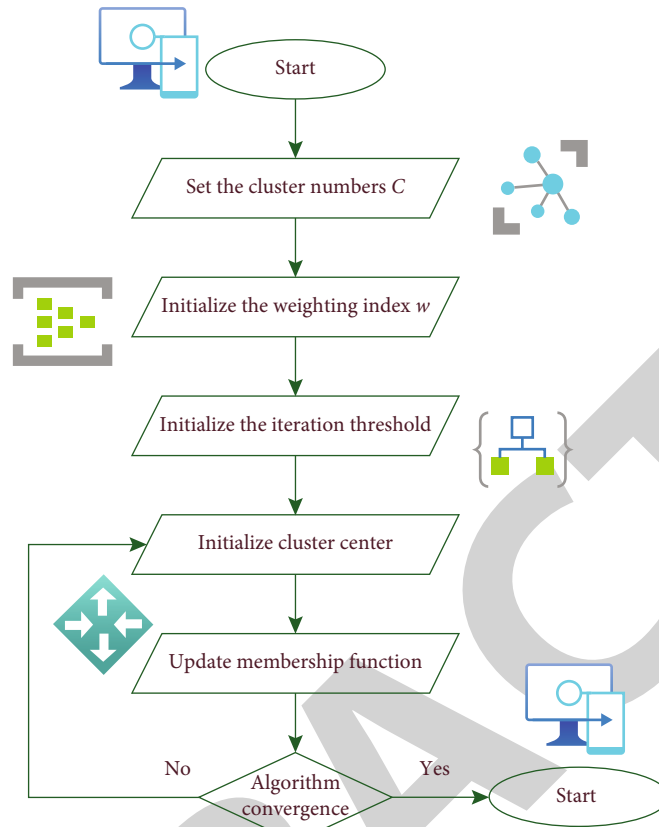 Start
Set the cluster numbers C
Initialize the weighting index w
Initialize the iteration threshold
Initialize cluster center
Update membership function
No
Algorithm
convergence
Yes
Start